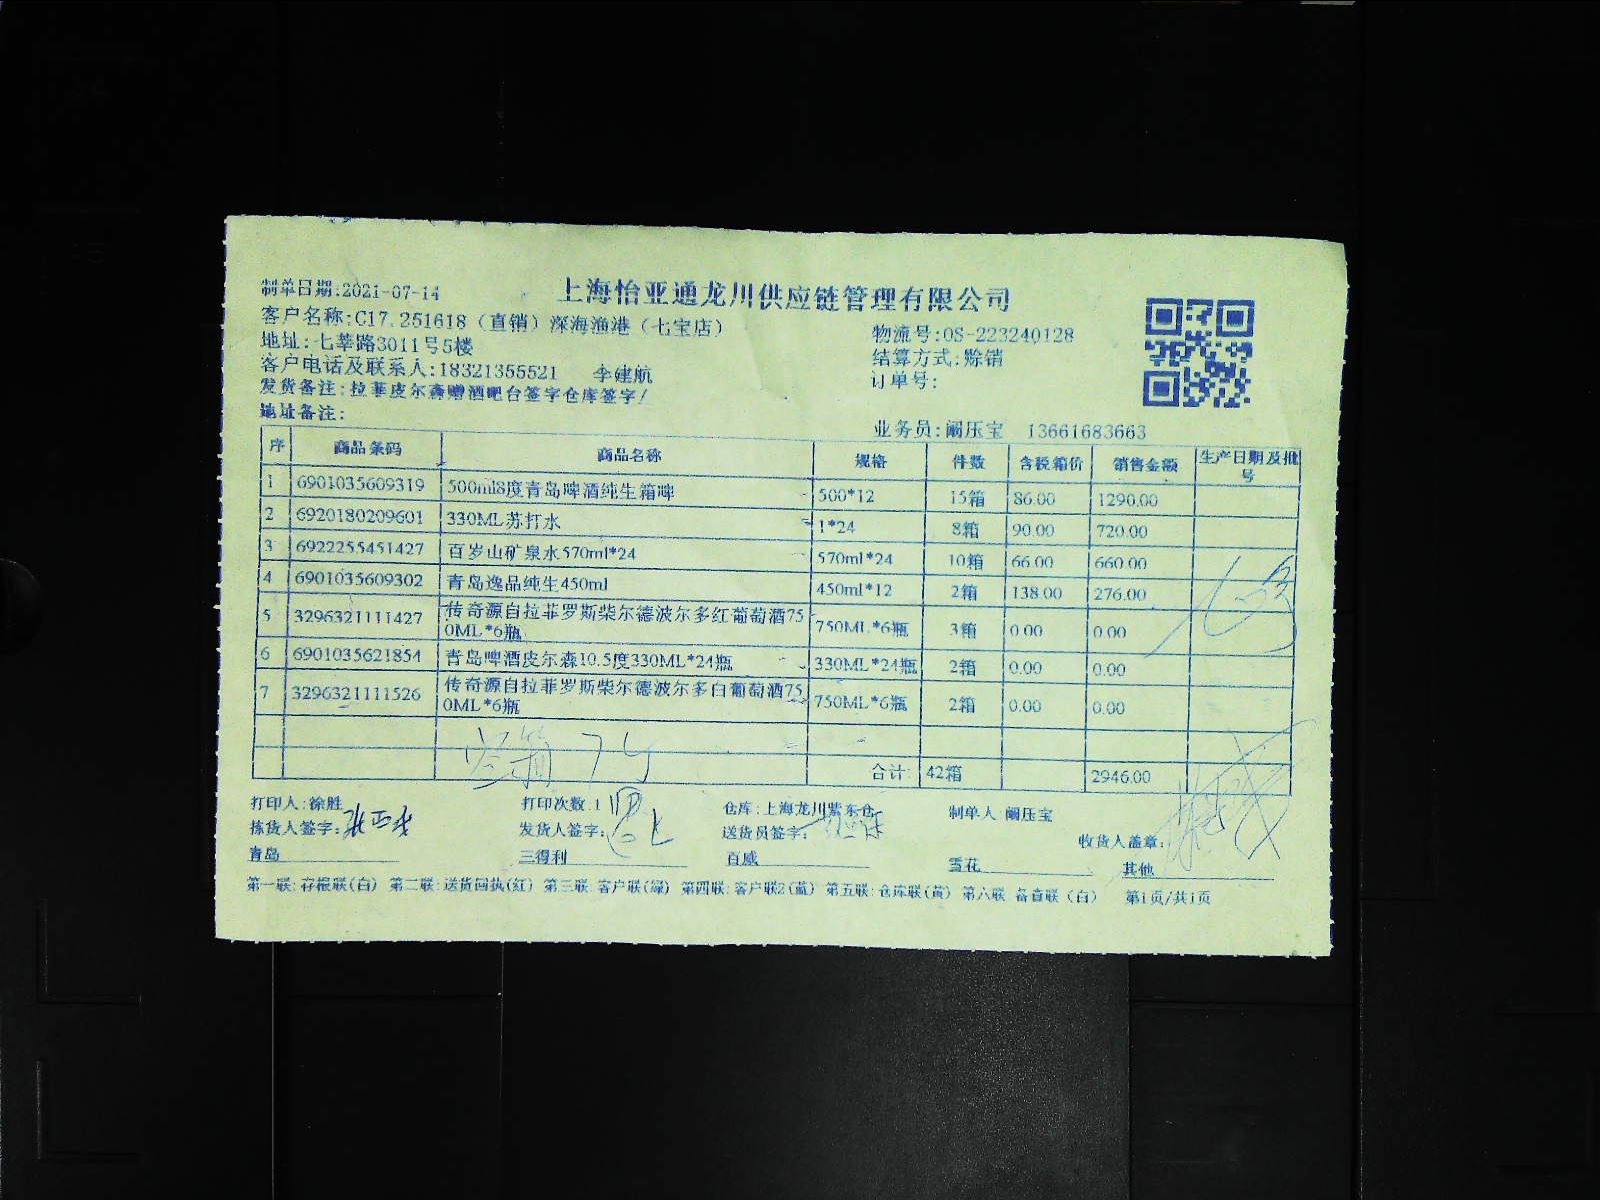 上海怡亚通龙川供应链管理有限公司
制单日期:2021-07-14
客户名称:C17.251618（直销）深海渔港（七宝店）
物流号:OS-223240128
地址:七莘路3011号5楼
结算方式:赊销
客户电话及联系人:18321355521 李建航
订单号:
发货备注:拉菲皮尔森赠酒吧台签字仓库签字/
地址备注:
业务员:阚压宝 13661683663
序 商品条码 商品名称 规格 件数 含税箱价 销售金额 生产日期及批号
1 6901035609319 500ml8度青岛啤酒纯生箱啤 500*12 15箱 86.00 1290.00
2 6920180209601 330ML苏打水 1*24 8箱 90.00 720.00
3 6922255451427 百岁山矿泉水570ml*24 570ml*24 10箱 66.00 660.00
4 6901035609302 青岛逸品纯生450ml 450ml*12 2箱 138.00 276.00
5 3296321111427 传奇源自拉菲罗斯柴尔德波尔多红葡萄酒750ML*6瓶 750ML*6瓶 3箱 0.00 0.00
6 6901035621854 青岛啤酒皮尔森10.5度330ML*24瓶 330ML*24瓶 2箱 0.00 0.00
7 3296321111526 传奇源自拉菲罗斯柴尔德波尔多白葡萄酒750ML*6瓶 750ML*6瓶 2箱 0.00 0.00
空箱
合计: 42箱 2946.00
打印人:徐胜 打印次数:1 仓库:上海龙川紫东仓 制单人:阚压宝
拣货人签字: 发货人签字: 送货员签字: 收货人盖章:
青岛 三得利 百威 雪花 其他
第一联:存根联(白) 第二联:送货回执(红) 第三联:客户联(绿) 第四联:客户联2(蓝) 第五联:仓库联(黄) 第六联 备查联（白） 第1页/共1页